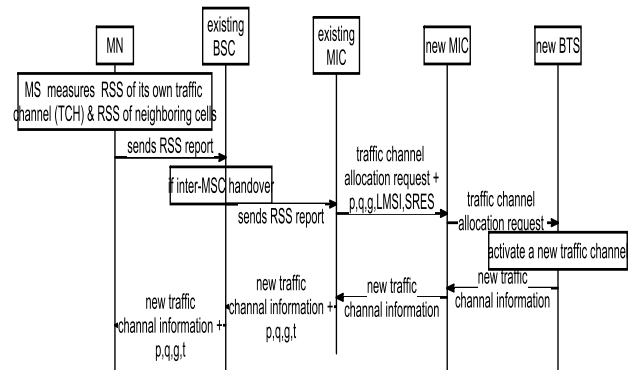 MN
existing
BSC
existing
MIC
new MIC
new BTS
MS measures RSS of its own traffic
channel (TCH) & RSS of neighboring cells
sends RSS report
if inter-MSC handover
sends RSS report
traffic channel
allocation request +
p,q,g,LMSI,SRES
traffic channel
allocation request
activate a new traffic channel
new traffic
channel information
new traffic
channel information
new traffic
channal information +
p,q,g,t
new traffic
channal information +
p,q,g,t